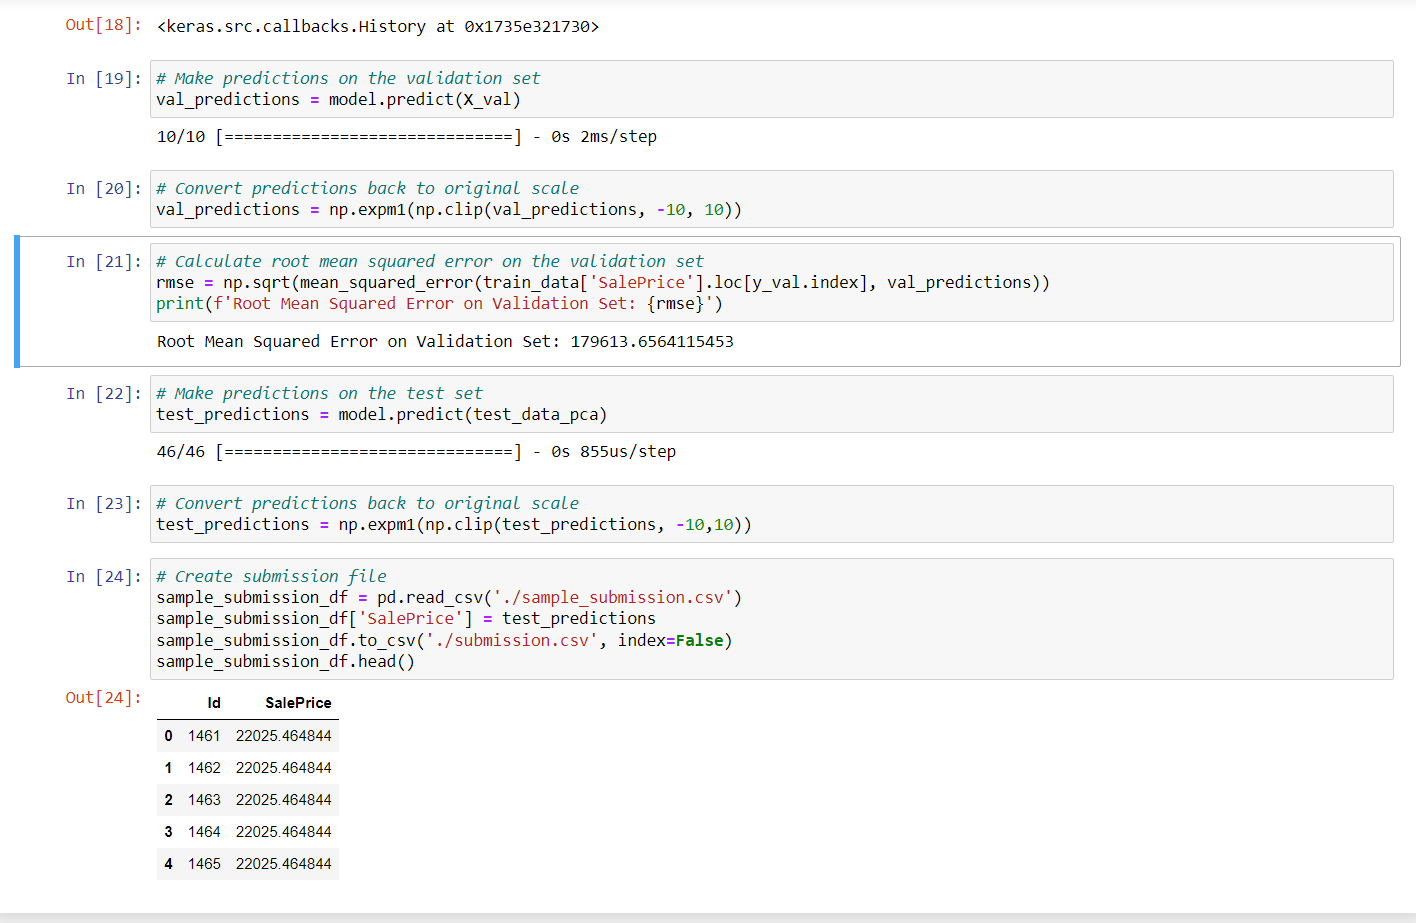 Out[18]: <keras.src.callbacks.History at 0x1735e321730>
In [19]: # Make predictions on the validation set
val_predictions = model.predict(X_val)
10/10 [==============================] - 0s 2ms/step
In [20]: # Convert predictions back to original scale
val_predictions = np.expm1(np.clip(val_predictions, -10, 10))
In [21]: # Calculate root mean squared error on the validation set
rmse = np.sqrt(mean_squared_error(train_data['SalePrice'].loc[y_val.index], val_predictions))
print(f'Root Mean Squared Error on Validation Set: {rmse}')
Root Mean Squared Error on Validation Set: 179613.6564115453
In [22]: # Make predictions on the test set
test_predictions = model.predict(test_data_pca)
46/46 [==============================] - 0s 855us/step
In [23]: # Convert predictions back to original scale
test_predictions = np.expm1(np.clip(test_predictions, -10,10))
In [24]: # Create submission file
sample_submission_df = pd.read_csv('./sample_submission.csv')
sample_submission_df['SalePrice'] = test_predictions
sample_submission_df.to_csv('./submission.csv', index=False)
sample_submission_df.head()
Out[24]:
Id SalePrice
0 1461 22025.464844
1 1462 22025.464844
2 1463 22025.464844
3 1464 22025.464844
4 1465 22025.464844